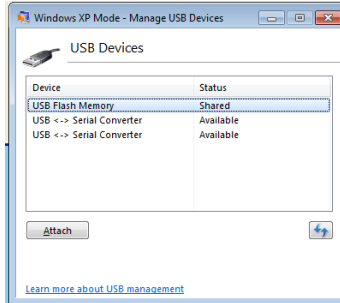 Windows XP Mode - Manage USB Devices
USB Devices
Device Status
USB Flash Memory Shared
USB <-> Serial Converter Available
USB <-> Serial Converter Available
Attach
Learn more about USB management